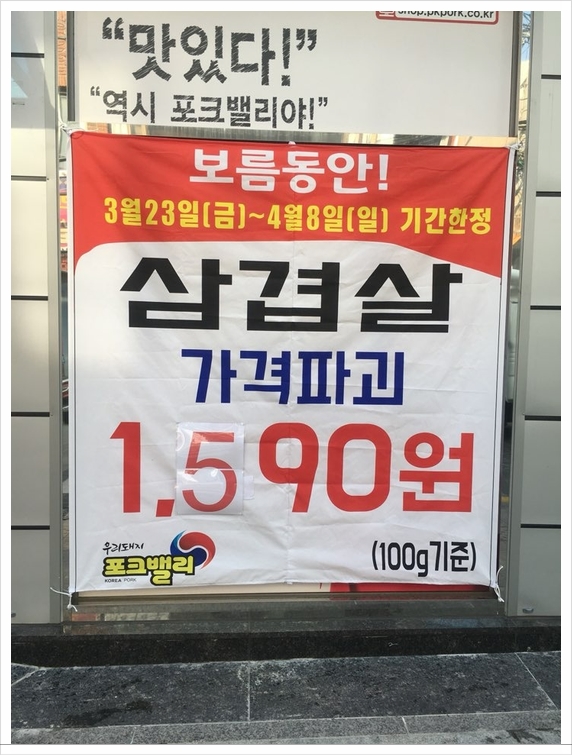 shop.pkpork.co.kr
“맛있다!”
“역시 포크밸리야!”
보름동안!
3월23일(금)~4월8일(일) 기간한정
삼겹살
가격파괴
1,590원
(100g기준)
우리돼지
포크밸리
KOREA PORK